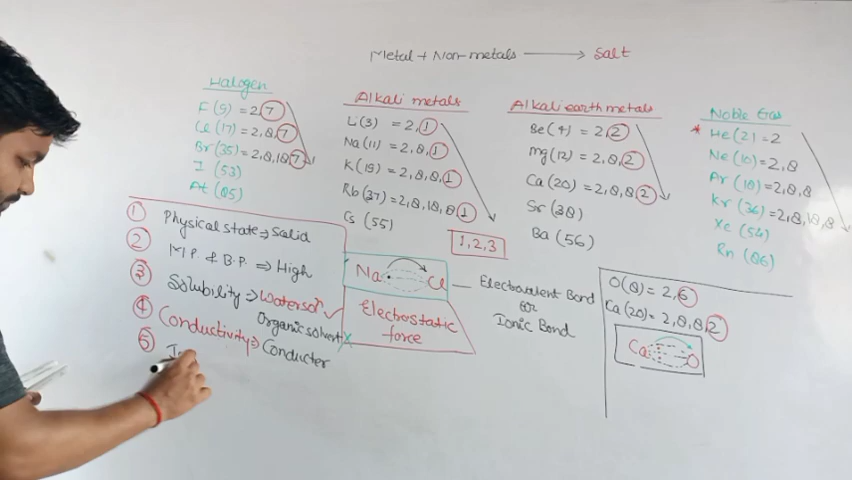 Metal + Non-metals → Salt
Halogen
F (9) = 2,7
Cl (17) = 2,8,7
Br (35) = 2,8,18,7
I (53)
At (85)
Alkali metals
Li(3) = 2,1
Na (11) = 2,8,1
K (19) = 2,8,8,1
Rb (37) = 2,8,18,8,1
Cs (55)
1,2,3
Alkali earth metals
Be (4) = 2,2
Mg (12) = 2,8,2
Ca (20) = 2,8,8,2
Sr (38)
Ba (56)
Noble Gas
* He (2) = 2
Ne (10) = 2,8
Ar (18) = 2,8,8
Kr (36) = 2,8,18,8
Xe (54)
Rn (86)
① Physical state ⇒ Solid
② M.P. & B.P. ⇒ High
③ Solubility ⇒ Watersol ✓
Organic solvent ×
④ Conductivity ⇒ Conducter
⑤ I
Na Cl
Electrostatic
force
Electrovalent Bond
or
Ionic Bond
O (8) = 2,6
Ca (20) = 2,8,8,2
Ca O